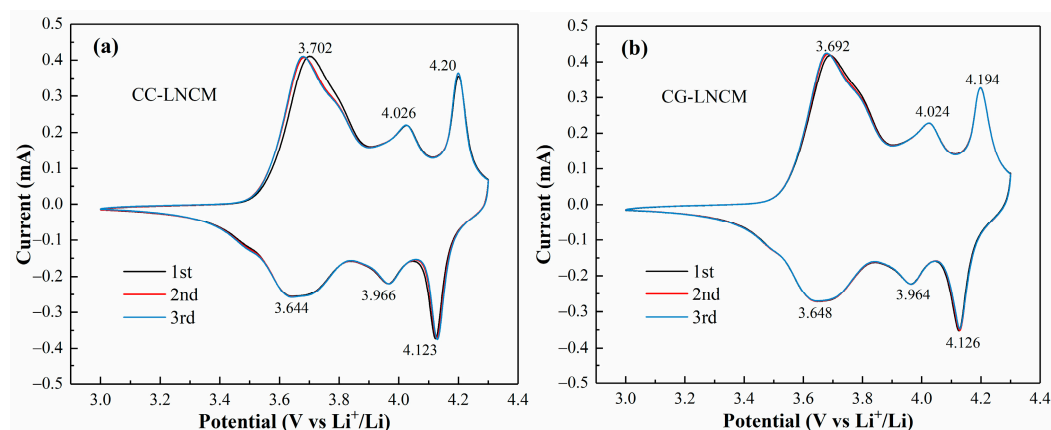 (a)
CC-LNCM
3.702
4.026
4.20
3.644
3.966
4.123
1st
2nd
3rd
Current (mA)
0.5
0.4
0.3
0.2
0.1
0.0
−0.1
−0.2
−0.3
−0.4
−0.5
3.0 3.2 3.4 3.6 3.8 4.0 4.2 4.4
Potential (V vs Li⁺/Li)
(b)
CG-LNCM
3.692
4.024
4.194
3.648
3.964
4.126
1st
2nd
3rd
Current (mA)
0.5
0.4
0.3
0.2
0.1
0.0
−0.1
−0.2
−0.3
−0.4
−0.5
3.0 3.2 3.4 3.6 3.8 4.0 4.2 4.4
Potential (V vs Li⁺/Li)